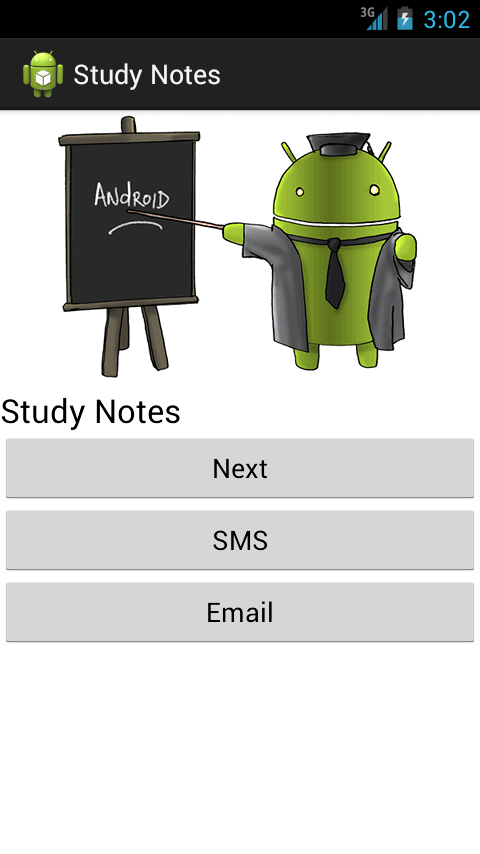 3G 3:02
Study Notes
ANdROID
Study Notes
Next
SMS
Email